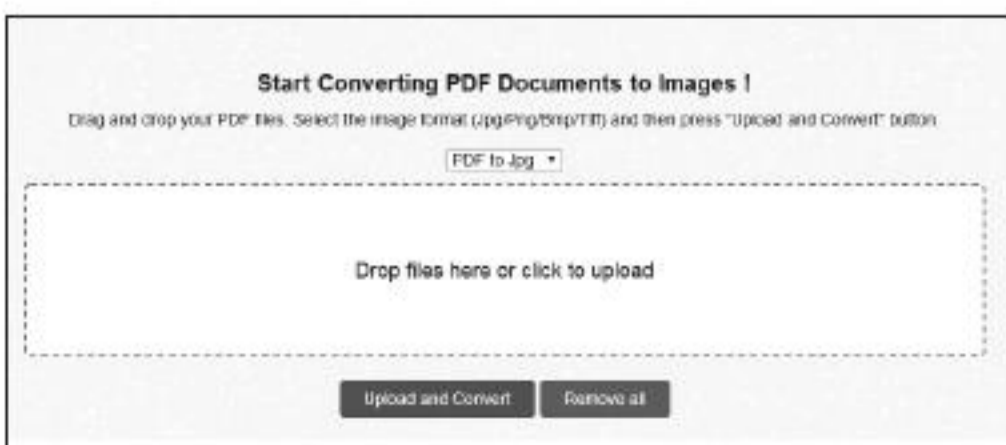 Start Converting PDF Documents to Images !
Drag and drop your PDF files. Select the image format (Jpg/Png/Bmp/Tiff) and then press "Upload and Convert" button
PDF to Jpg
Drop files here or click to upload
Upload and Convert Remove all